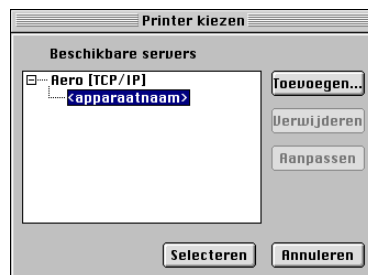 Printer kiezen
Beschikbare servers
Aero [TCP/IP]
<apparaatnaam>
Toevoegen...
Verwijderen
Aanpassen
Selecteren
Annuleren